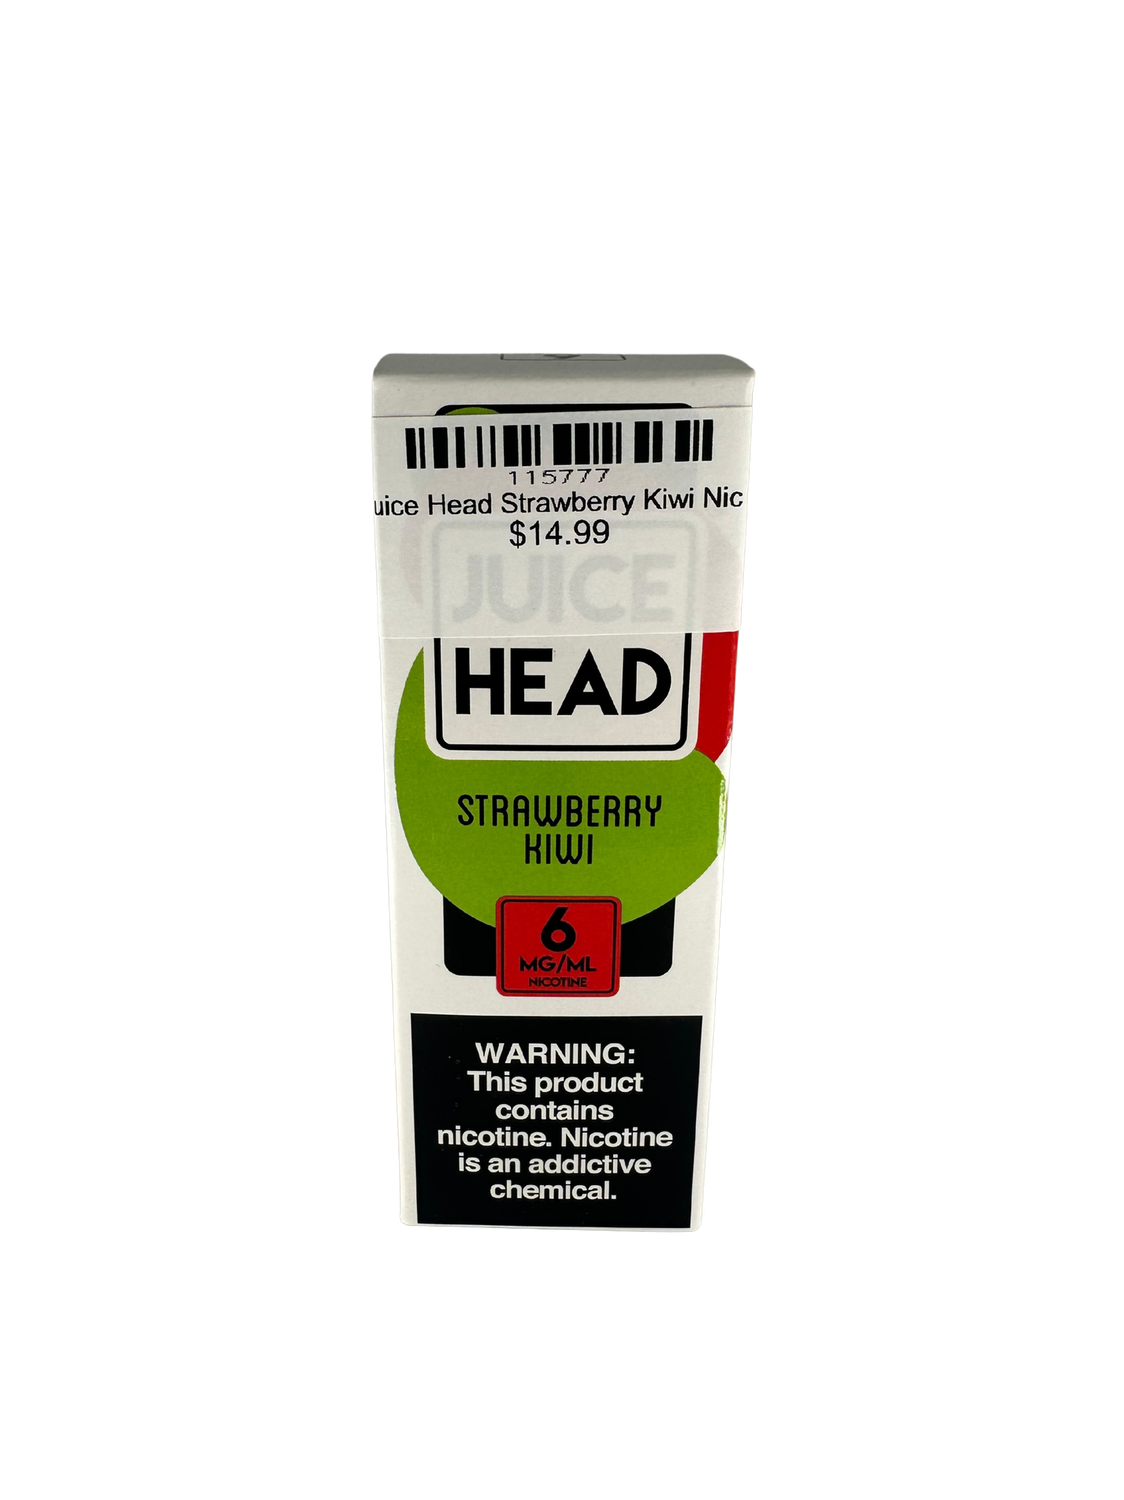 115777
uice Head Strawberry Kiwi Nic
$14.99
JUICE
HEAD
STRAWBERRY
KIWI
6
MG/ML
NICOTINE
WARNING:
This product
contains
nicotine. Nicotine
is an addictive
chemical.